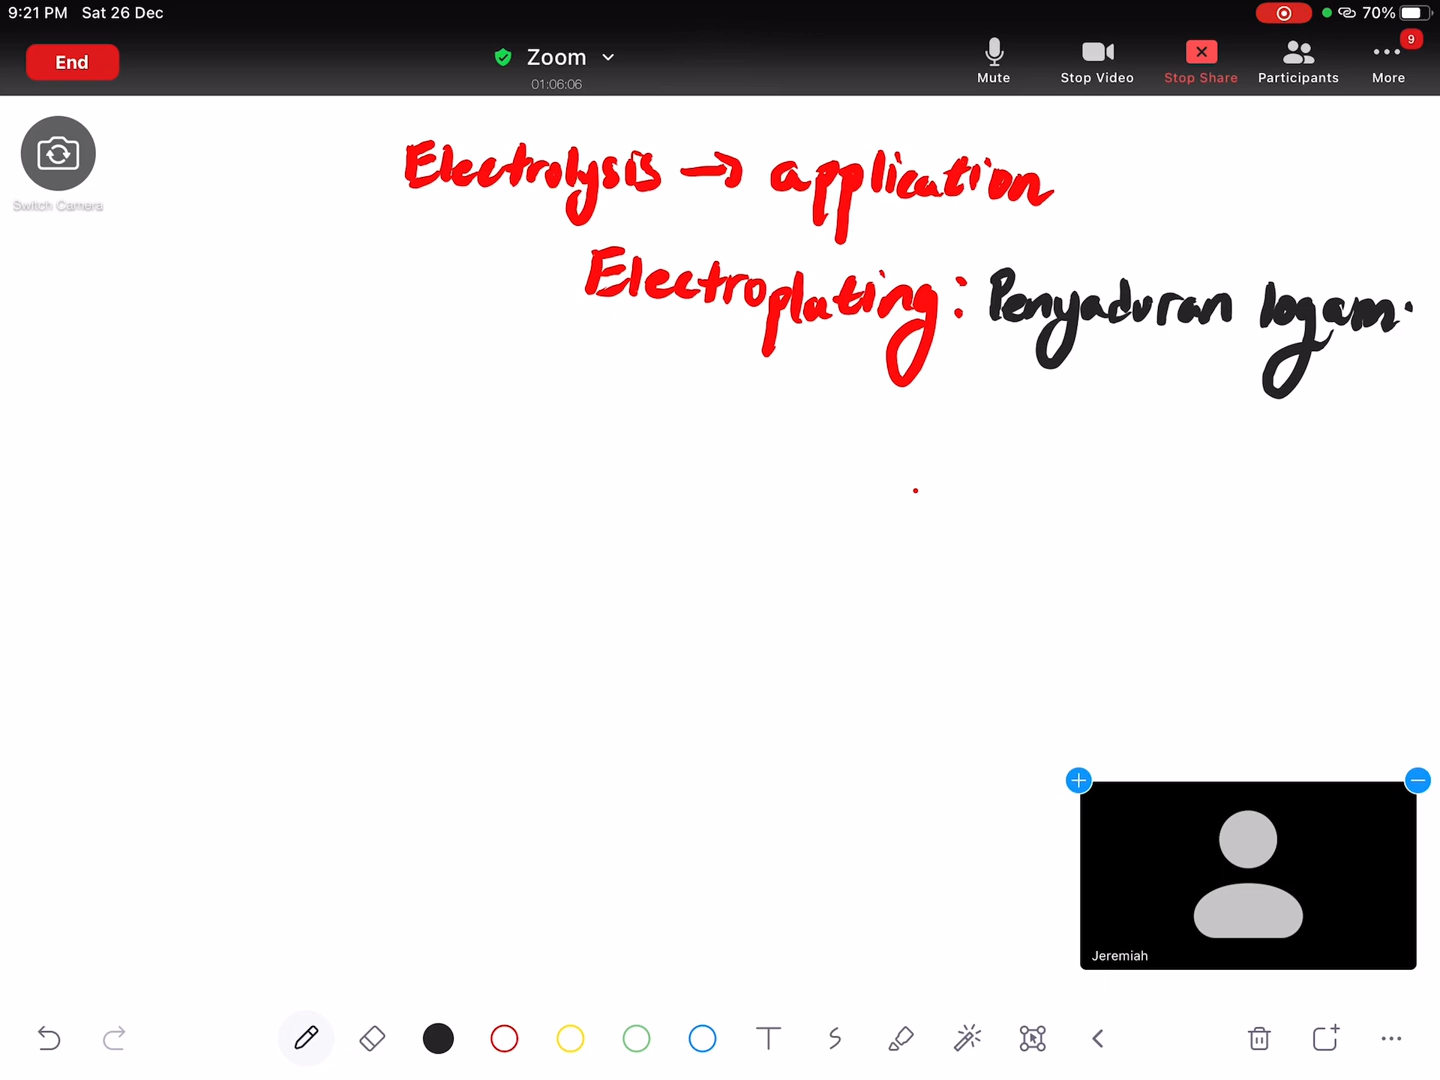 9:21 PM Sat 26 Dec
70%
End
Zoom
01:06:06
Mute
Stop Video
Stop Share
Participants
More
9
Switch Camera
Electrolysis → application
Electroplating : Penyaduran logam.
Jeremiah
T